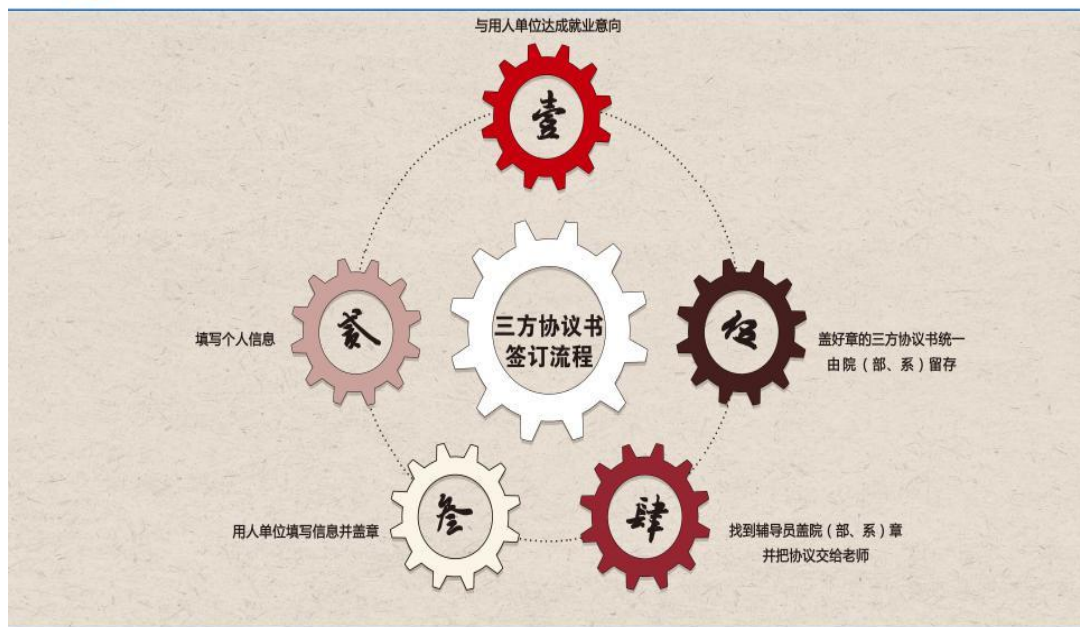 与用人单位达成就业意向
壹
三方协议书
签订流程
贰
填写个人信息
叁
用人单位填写信息并盖章
肆
找到辅导员盖院（部、系）章
并把协议交给老师
伍
盖好章的三方协议书统一
由院（部、系）留存